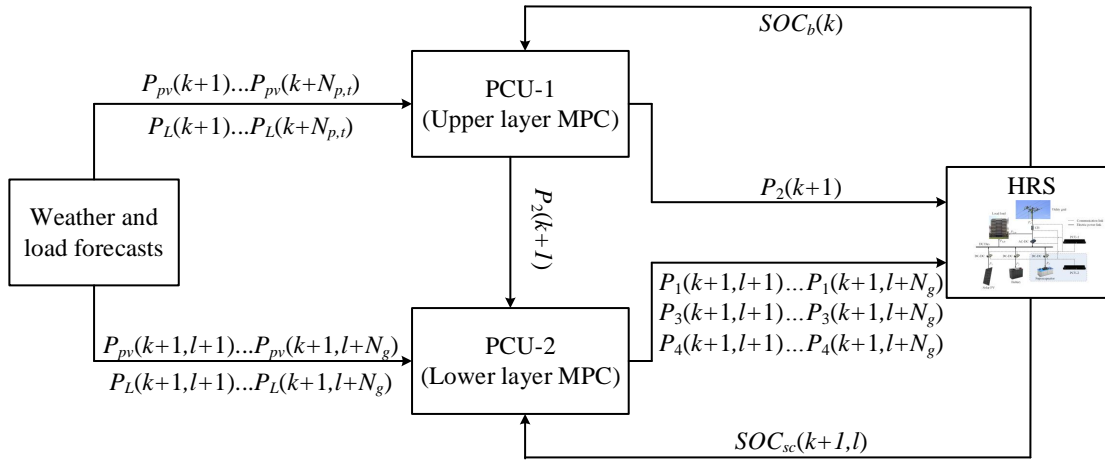 SOC_b(k)
P_pv(k+1)...P_pv(k+N_p,t)
P_L(k+1)...P_L(k+N_p,t)
PCU-1
(Upper layer MPC)
P_2(k+1)
HRS
Weather and
load forecasts
P_2(k+1)
P_1(k+1,l+1)...P_1(k+1,l+N_g)
P_3(k+1,l+1)...P_3(k+1,l+N_g)
P_4(k+1,l+1)...P_4(k+1,l+N_g)
P_pv(k+1,l+1)...P_pv(k+1,l+N_g)
P_L(k+1,l+1)...P_L(k+1,l+N_g)
PCU-2
(Lower layer MPC)
SOC_sc(k+1,l)